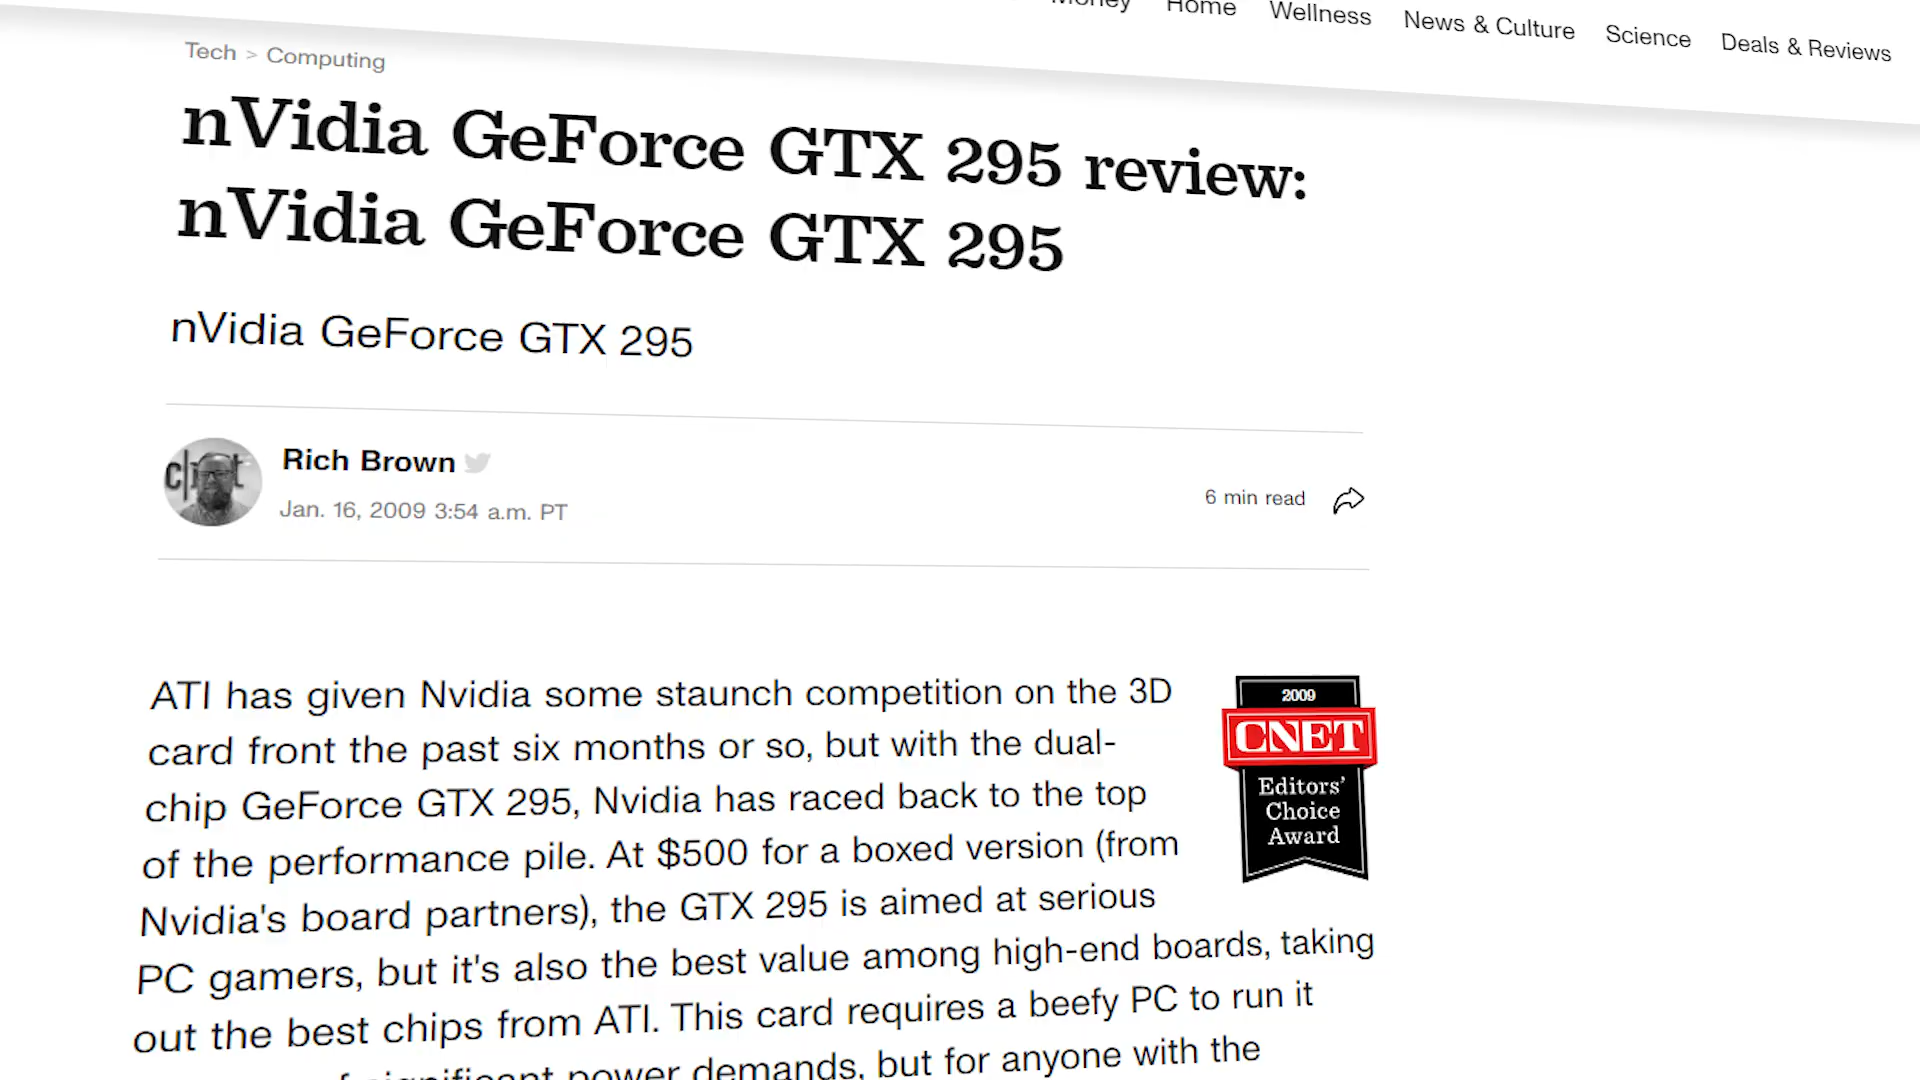 Home Wellness News & Culture Science Deals & Reviews
Tech > Computing
nVidia GeForce GTX 295 review:
nVidia GeForce GTX 295
nVidia GeForce GTX 295
Rich Brown
Jan. 16, 2009 3:54 a.m. PT
6 min read
ATI has given Nvidia some staunch competition on the 3D
card front the past six months or so, but with the dual-
chip GeForce GTX 295, Nvidia has raced back to the top
of the performance pile. At $500 for a boxed version (from
Nvidia's board partners), the GTX 295 is aimed at serious
PC gamers, but it's also the best value among high-end boards, taking
out the best chips from ATI. This card requires a beefy PC to run it
significant power demands, but for anyone with the
2009
CNET
Editors'
Choice
Award